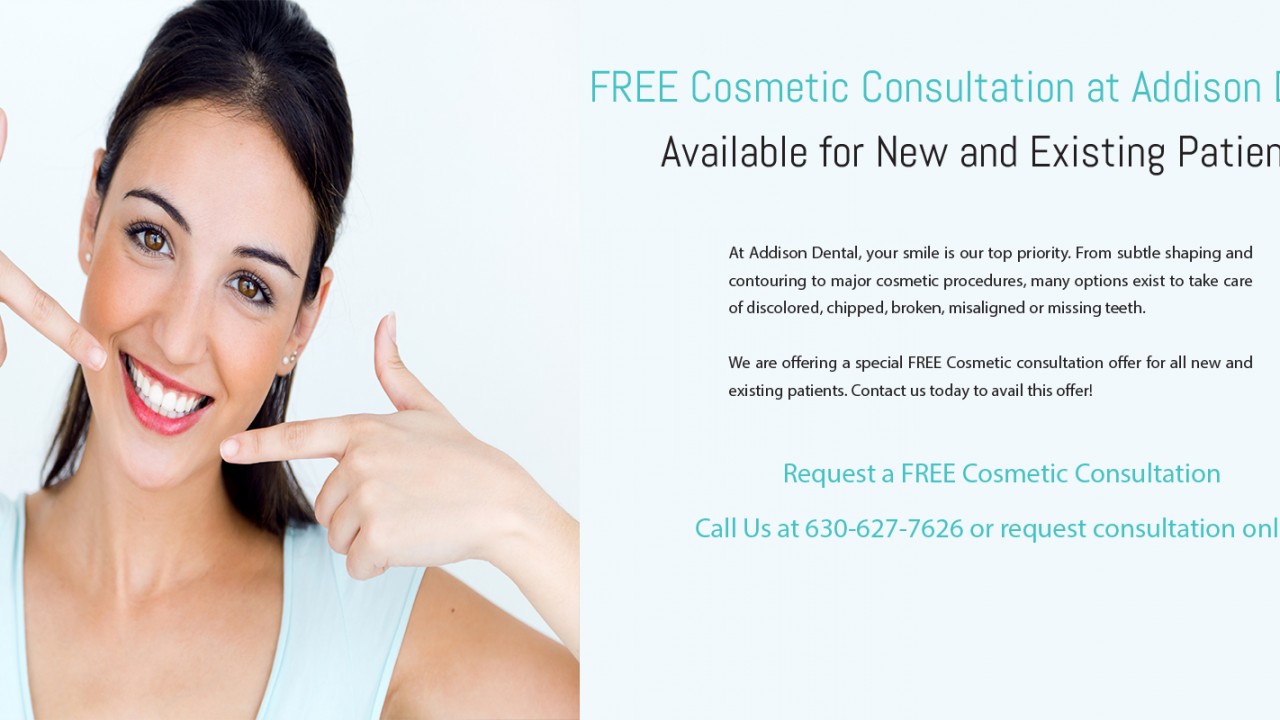 FREE Cosmetic Consultation at Addison
Available for New and Existing
At Addison Dental, your smile is our top priority. From subtle shaping and
contouring to major cosmetic procedures, many options exist to take care
of discolored, chipped, broken, misaligned or missing teeth.
We are offering a special FREE Cosmetic consultation offer for all new and
existing patients. Contact us today to avail this offer!
Request a FREE Cosmetic Consultation
Call Us at 630-627-7626 or request consultation